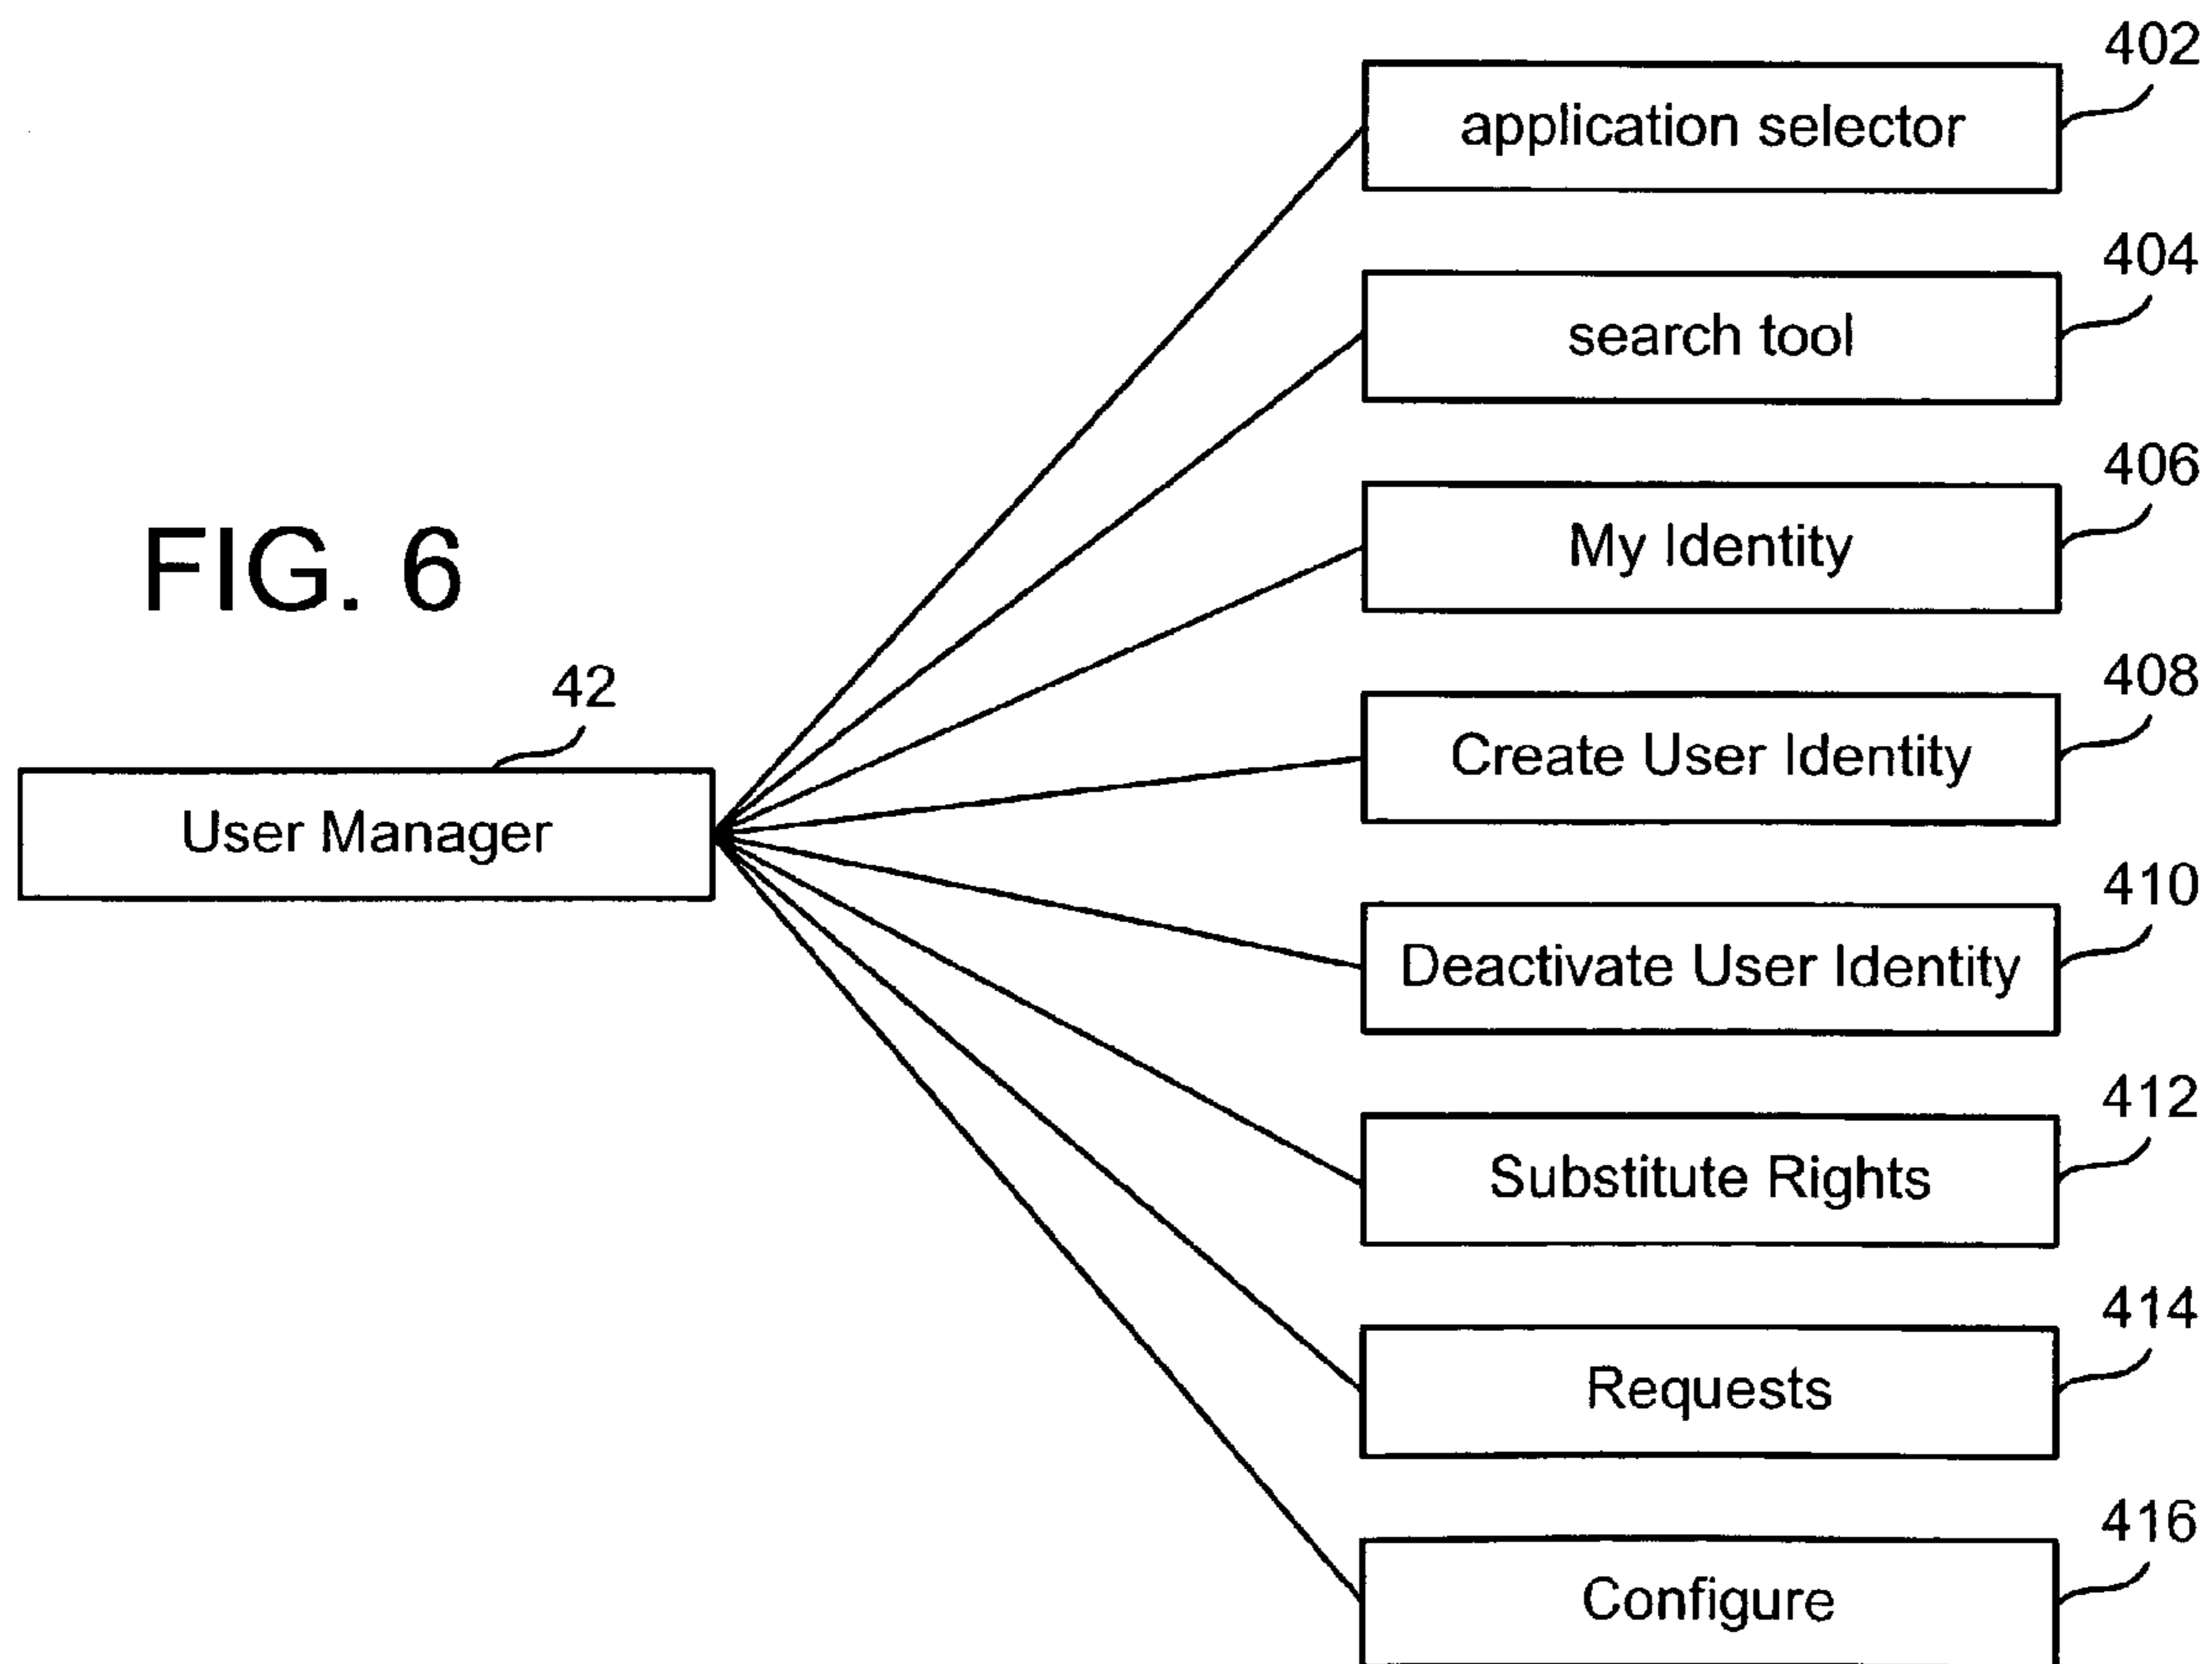 402
application selector
404
search tool
406
My Identity
FIG. 6
408
Create User Identity
42
User Manager
410
Deactivate User Identity
412
Substitute Rights
414
Requests
416
Configure